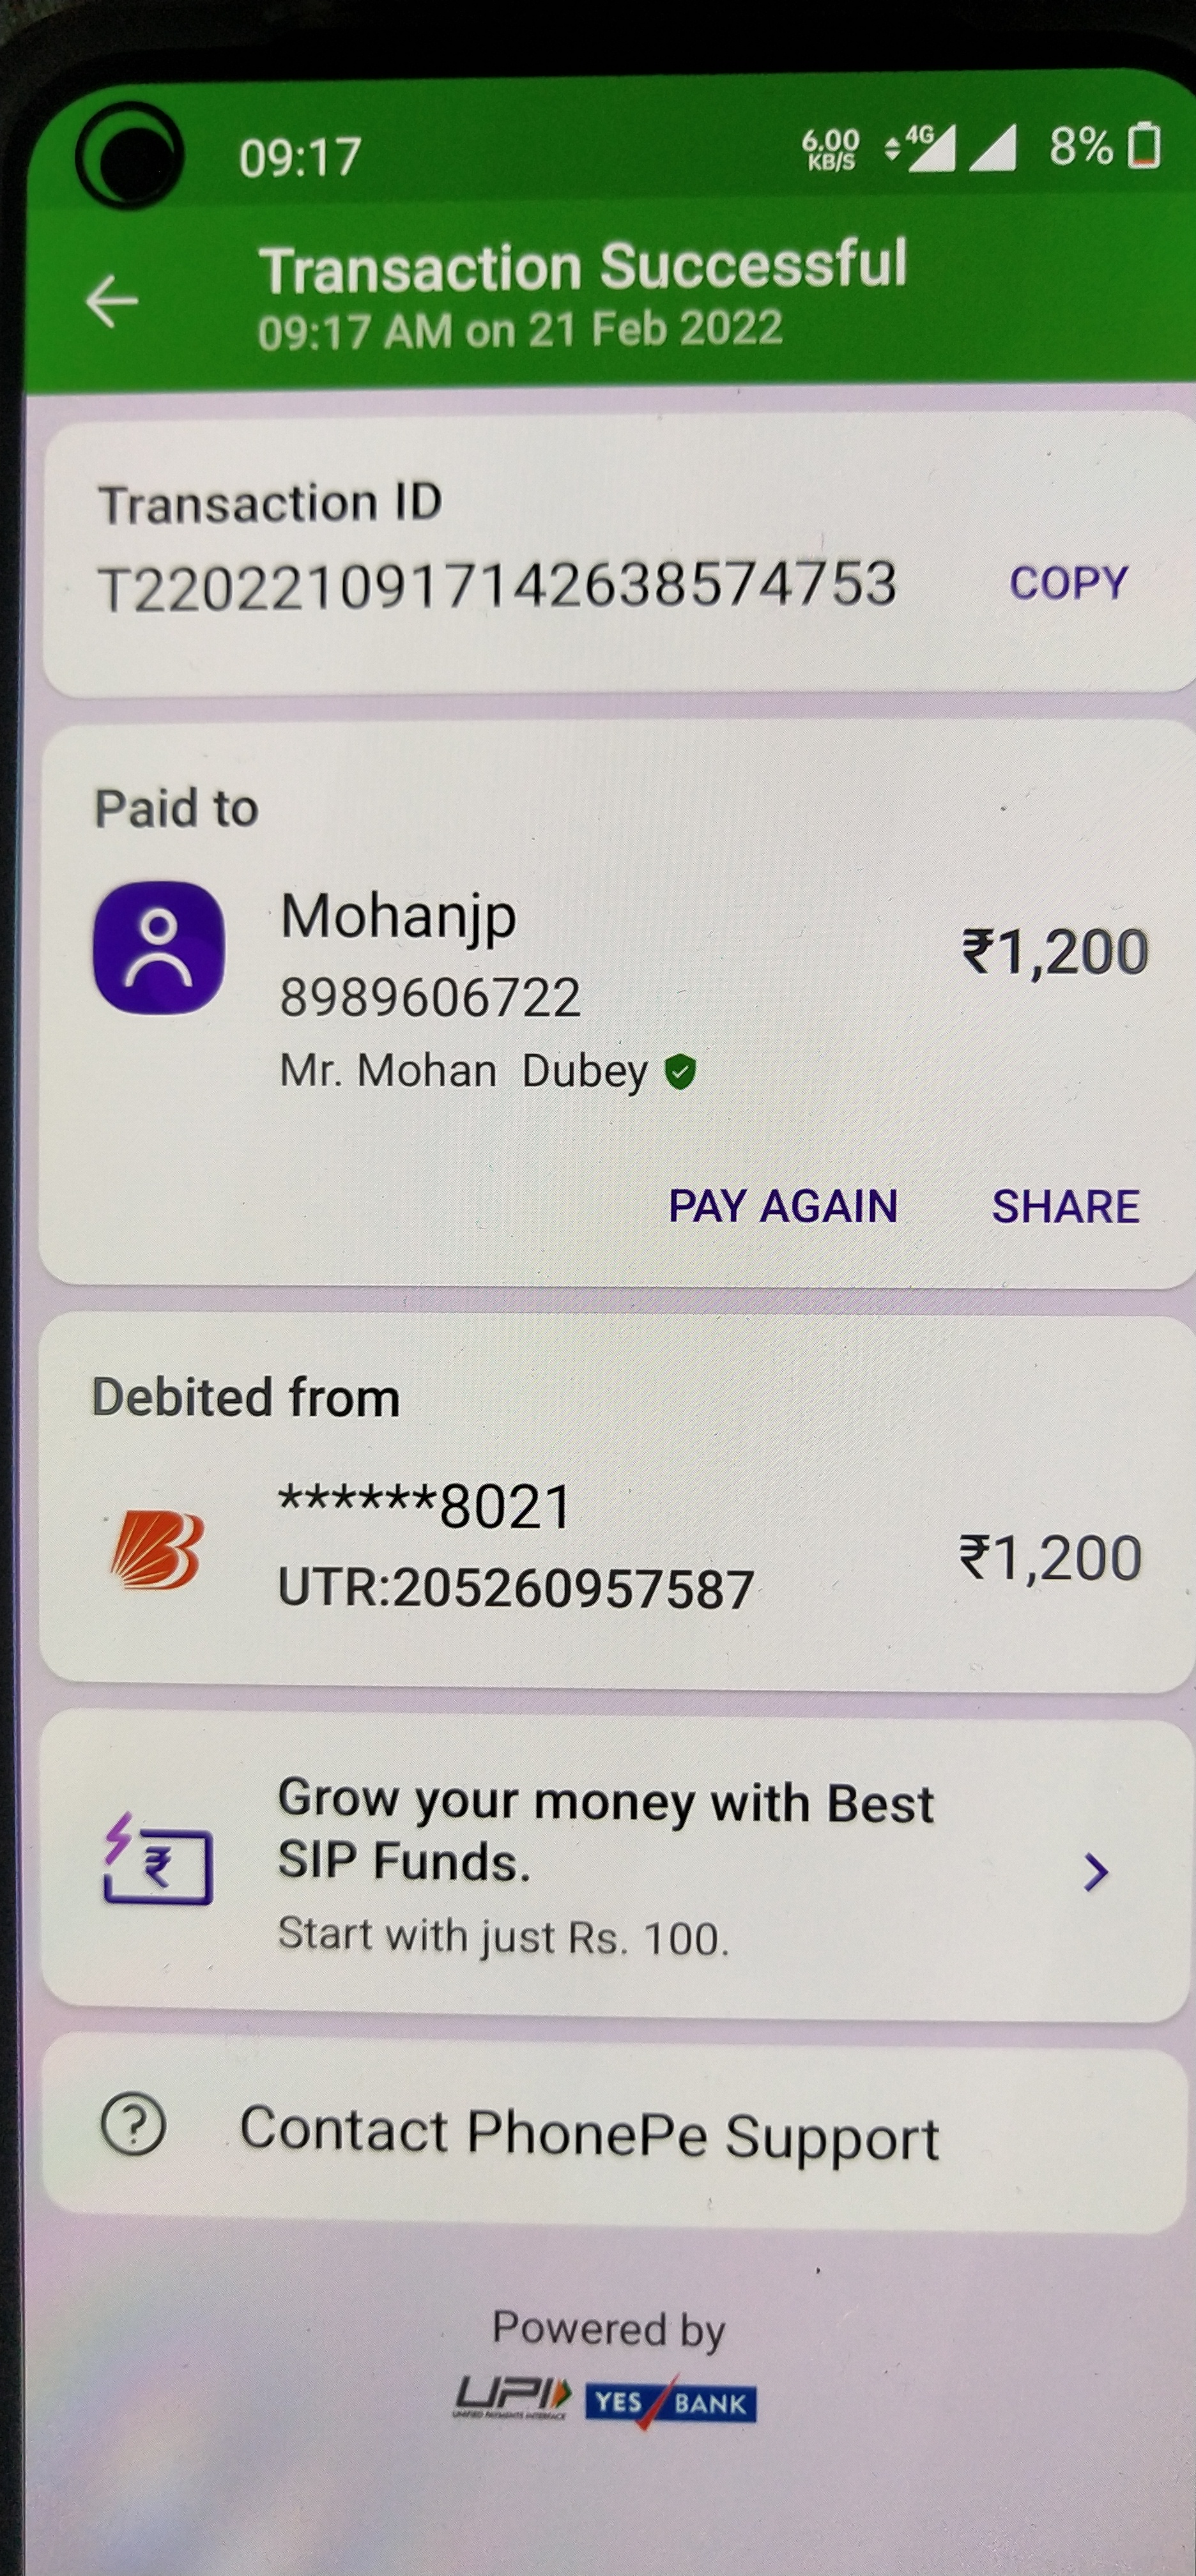 09:17
6.00
KB/S
4G
8%
Transaction Successful
09:17 AM on 21 Feb 2022
Transaction ID
T2202210917142638574753
COPY
Paid to
Mohanjp
₹1,200
8989606722
Mr. Mohan Dubey
PAY AGAIN
SHARE
Debited from
******8021
₹1,200
UTR:205260957587
Grow your money with Best
SIP Funds.
Start with just Rs. 100.
Contact PhonePe Support
Powered by
UPI
UNIFIED PAYMENTS INTERFACE
YES BANK